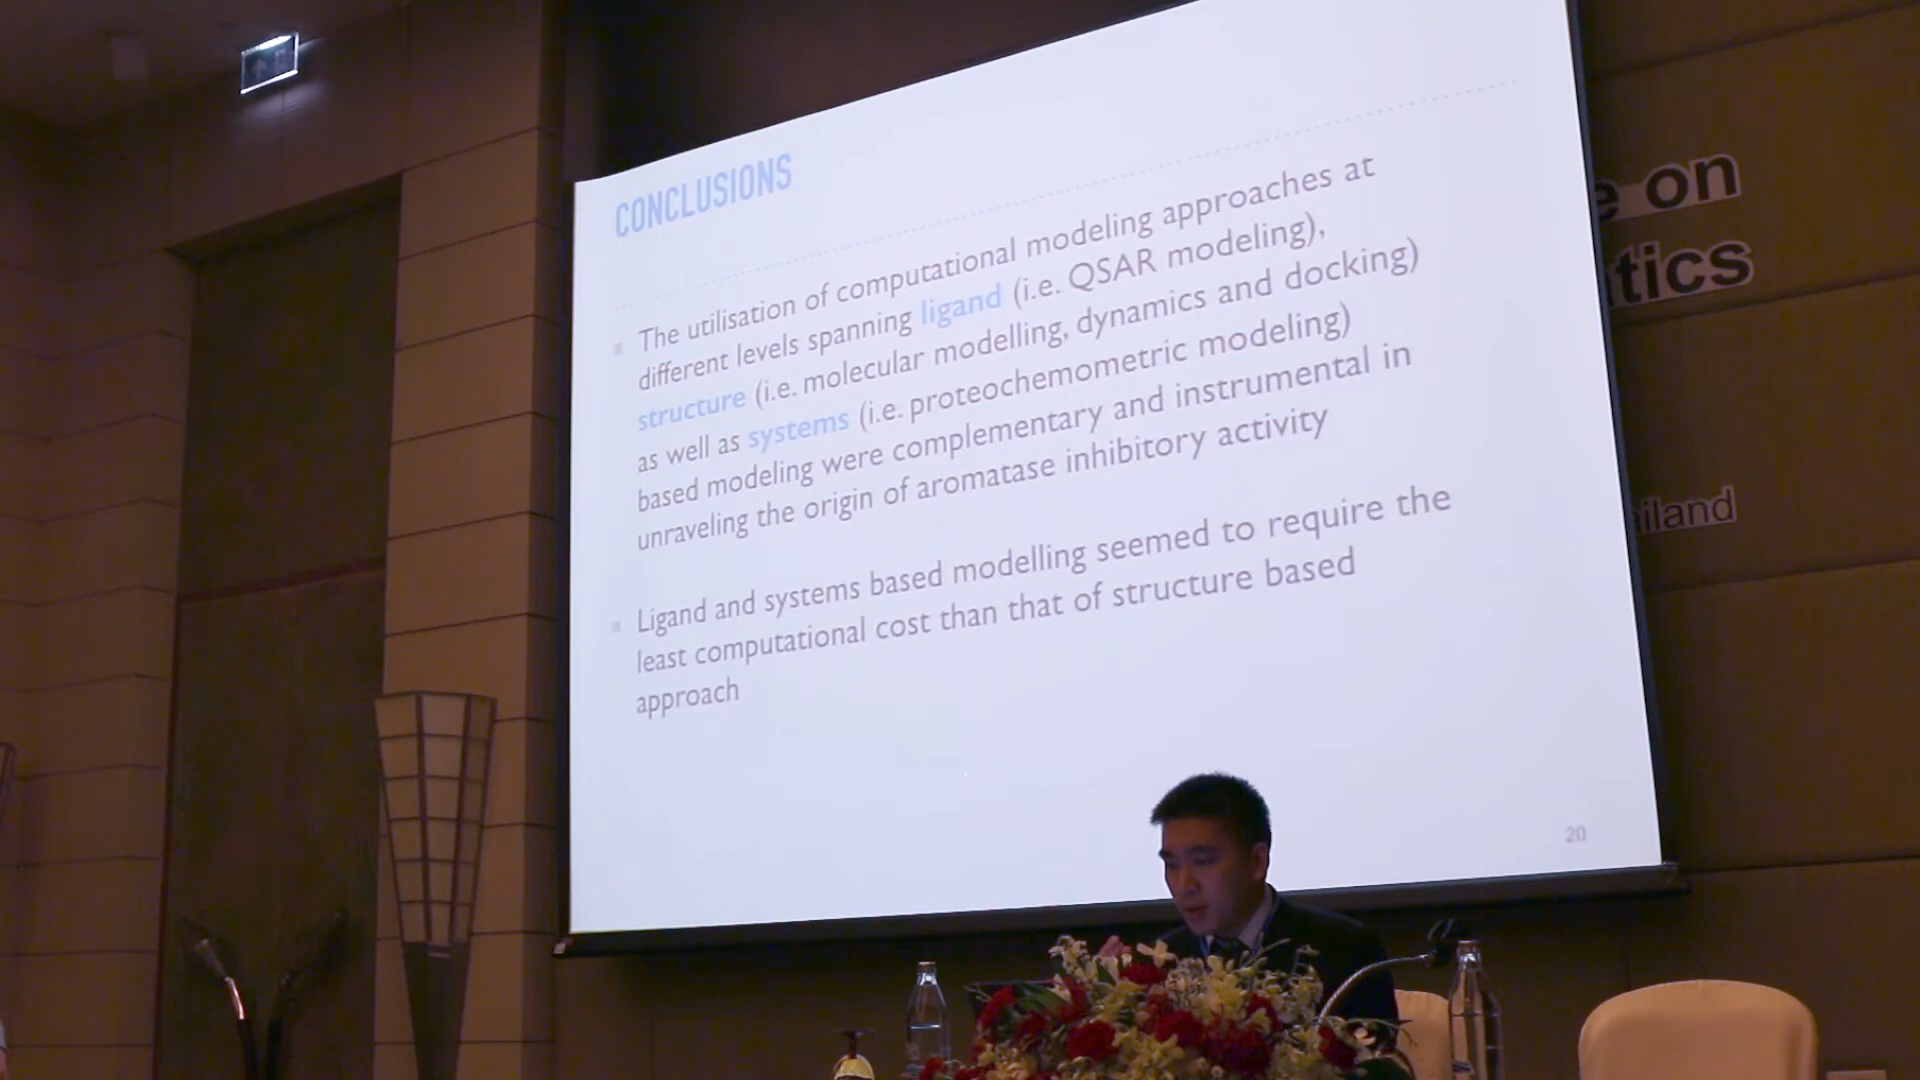 CONCLUSIONS
The utilisation of computational modeling approaches at
different levels spanning ligand (i.e. QSAR modeling),
structure (i.e. molecular modelling, dynamics and docking)
as well as systems (i.e. proteochemometric modeling)
based modeling were complementary and instrumental in
unraveling the origin of aromatase inhibitory activity
Ligand and systems based modelling seemed to require the
least computational cost than that of structure based
approach
20
e on
tics
ailand